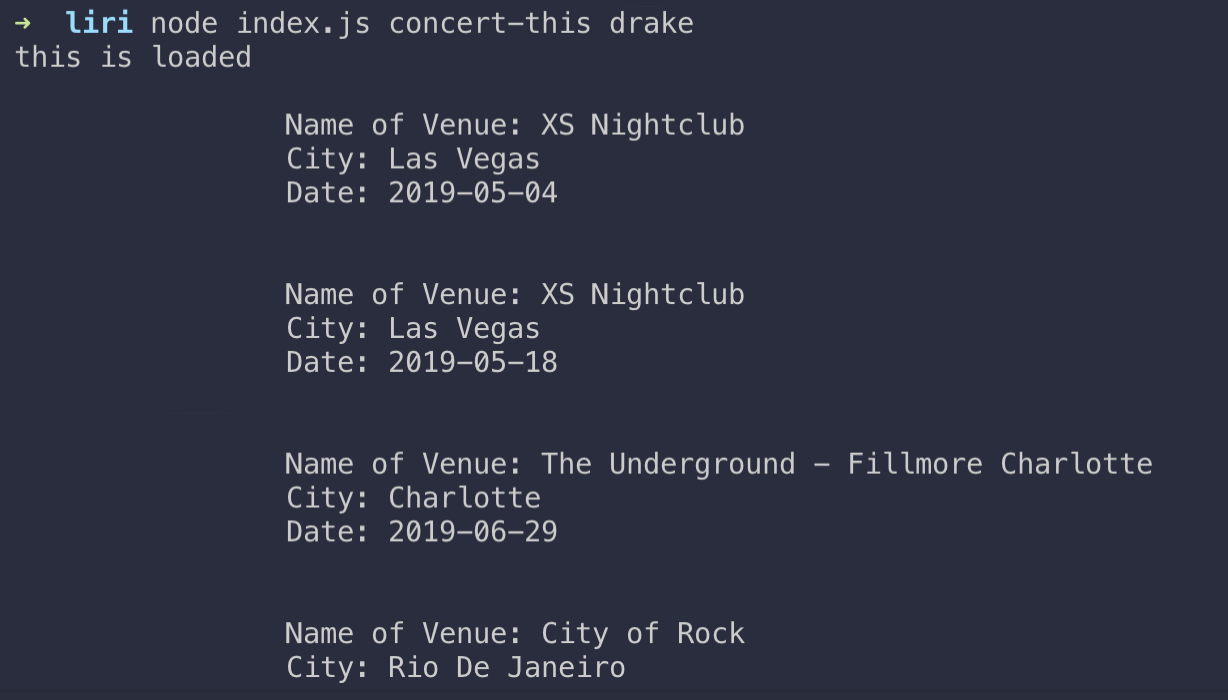 → liri node index.js concert-this drake
this is loaded
Name of Venue: XS Nightclub
City: Las Vegas
Date: 2019-05-04
Name of Venue: XS Nightclub
City: Las Vegas
Date: 2019-05-18
Name of Venue: The Underground - Fillmore Charlotte
City: Charlotte
Date: 2019-06-29
Name of Venue: City of Rock
City: Rio De Janeiro